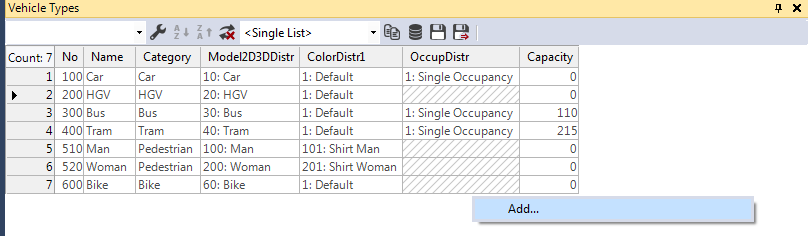 Vehicle Types
<Single List>
Count: 7 No Name Category Model2D3DDistr ColorDistr1 OccupDistr Capacity
1 100 Car Car 10: Car 1: Default 1: Single Occupancy 0
2 200 HGV HGV 20: HGV 1: Default 0
3 300 Bus Bus 30: Bus 1: Default 1: Single Occupancy 110
4 400 Tram Tram 40: Tram 1: Default 1: Single Occupancy 215
5 510 Man Pedestrian 100: Man 101: Shirt Man 0
6 520 Woman Pedestrian 200: Woman 201: Shirt Woman 0
7 600 Bike Bike 60: Bike 1: Default 0
Add...